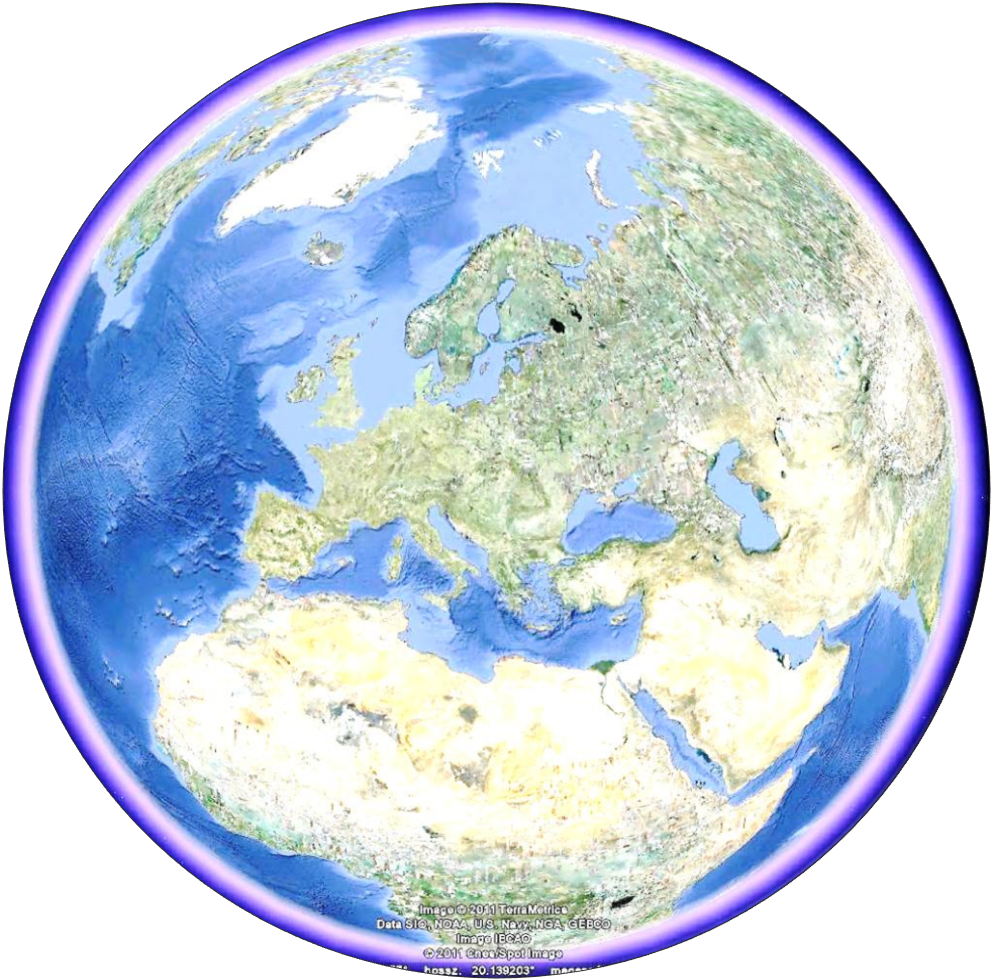 Image © 2011 TerraMetrics
Data SIO, NOAA, U.S. Navy, NGA, GEBCO
Image IBCAO
© 2011 Cnes/Spot Image
hossz. 20.139203°